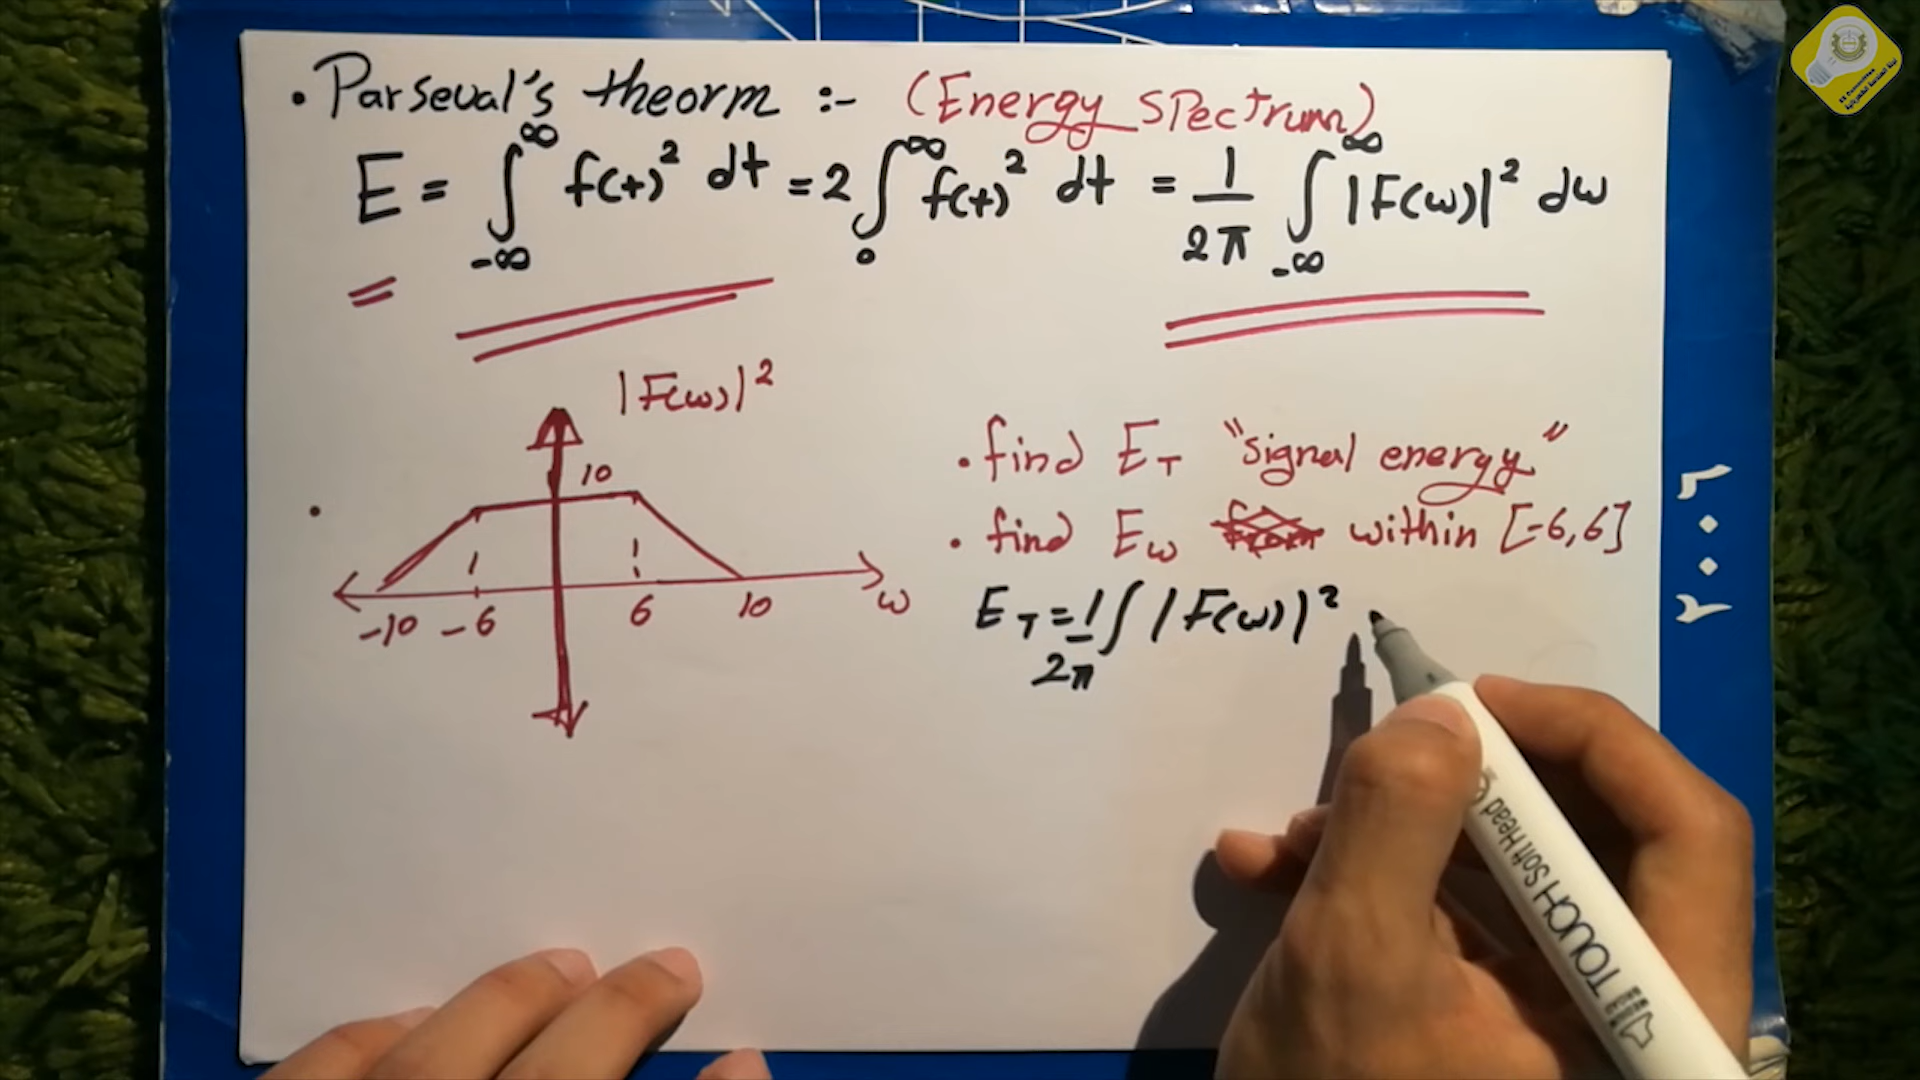 • Parseval's theorm :- (Energy spectrum)
E = ∫_{-∞}^{∞} f(t)² dt = 2 ∫_{0}^{∞} f(t)² dt = 1/2π ∫_{-∞}^{∞} |F(ω)|² dω
|F(ω)|²
10
-10 -6 6 10 ω
• find E_T "signal energy"
• find E_ω within [-6,6]
E_T = 1/2π ∫ |F(ω)|²
TOUCH Soft Head